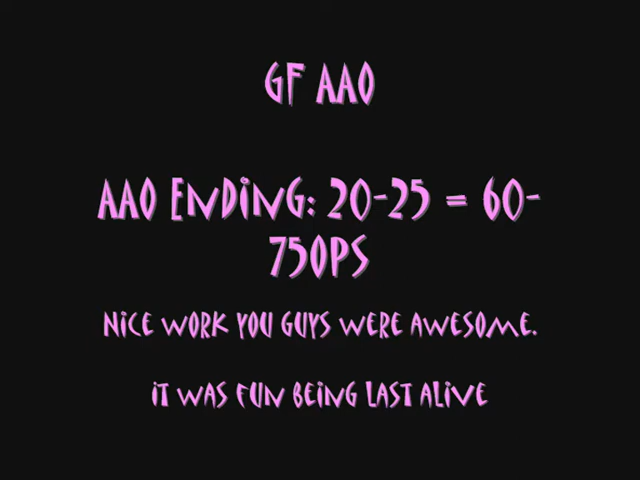 GF AAO
AAO ENDING: 20-25 = 60-
75OPS
NiCE WORK YOU GUYS WERE AWESOME.
iT WAS FUN BEiNG LAST ALiVE